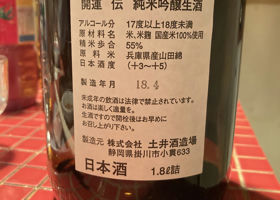 開運 伝 純米吟醸生酒
アルコール分 17度以上18度未満
原材料名 米、米麹 国産米100%使用
精米歩合 55%
原料米 兵庫県産山田錦
日本酒度 (+3〜+5)
製造年月 18.4
未成年の飲酒は法律で禁止されています。
お酒は楽しく適量を。
生酒ですので開栓後はお早めに
お召し上がり下さい。
製造元 株式会社 土井酒造場
静岡県掛川市小貫633
日本酒 1.8ℓ詰